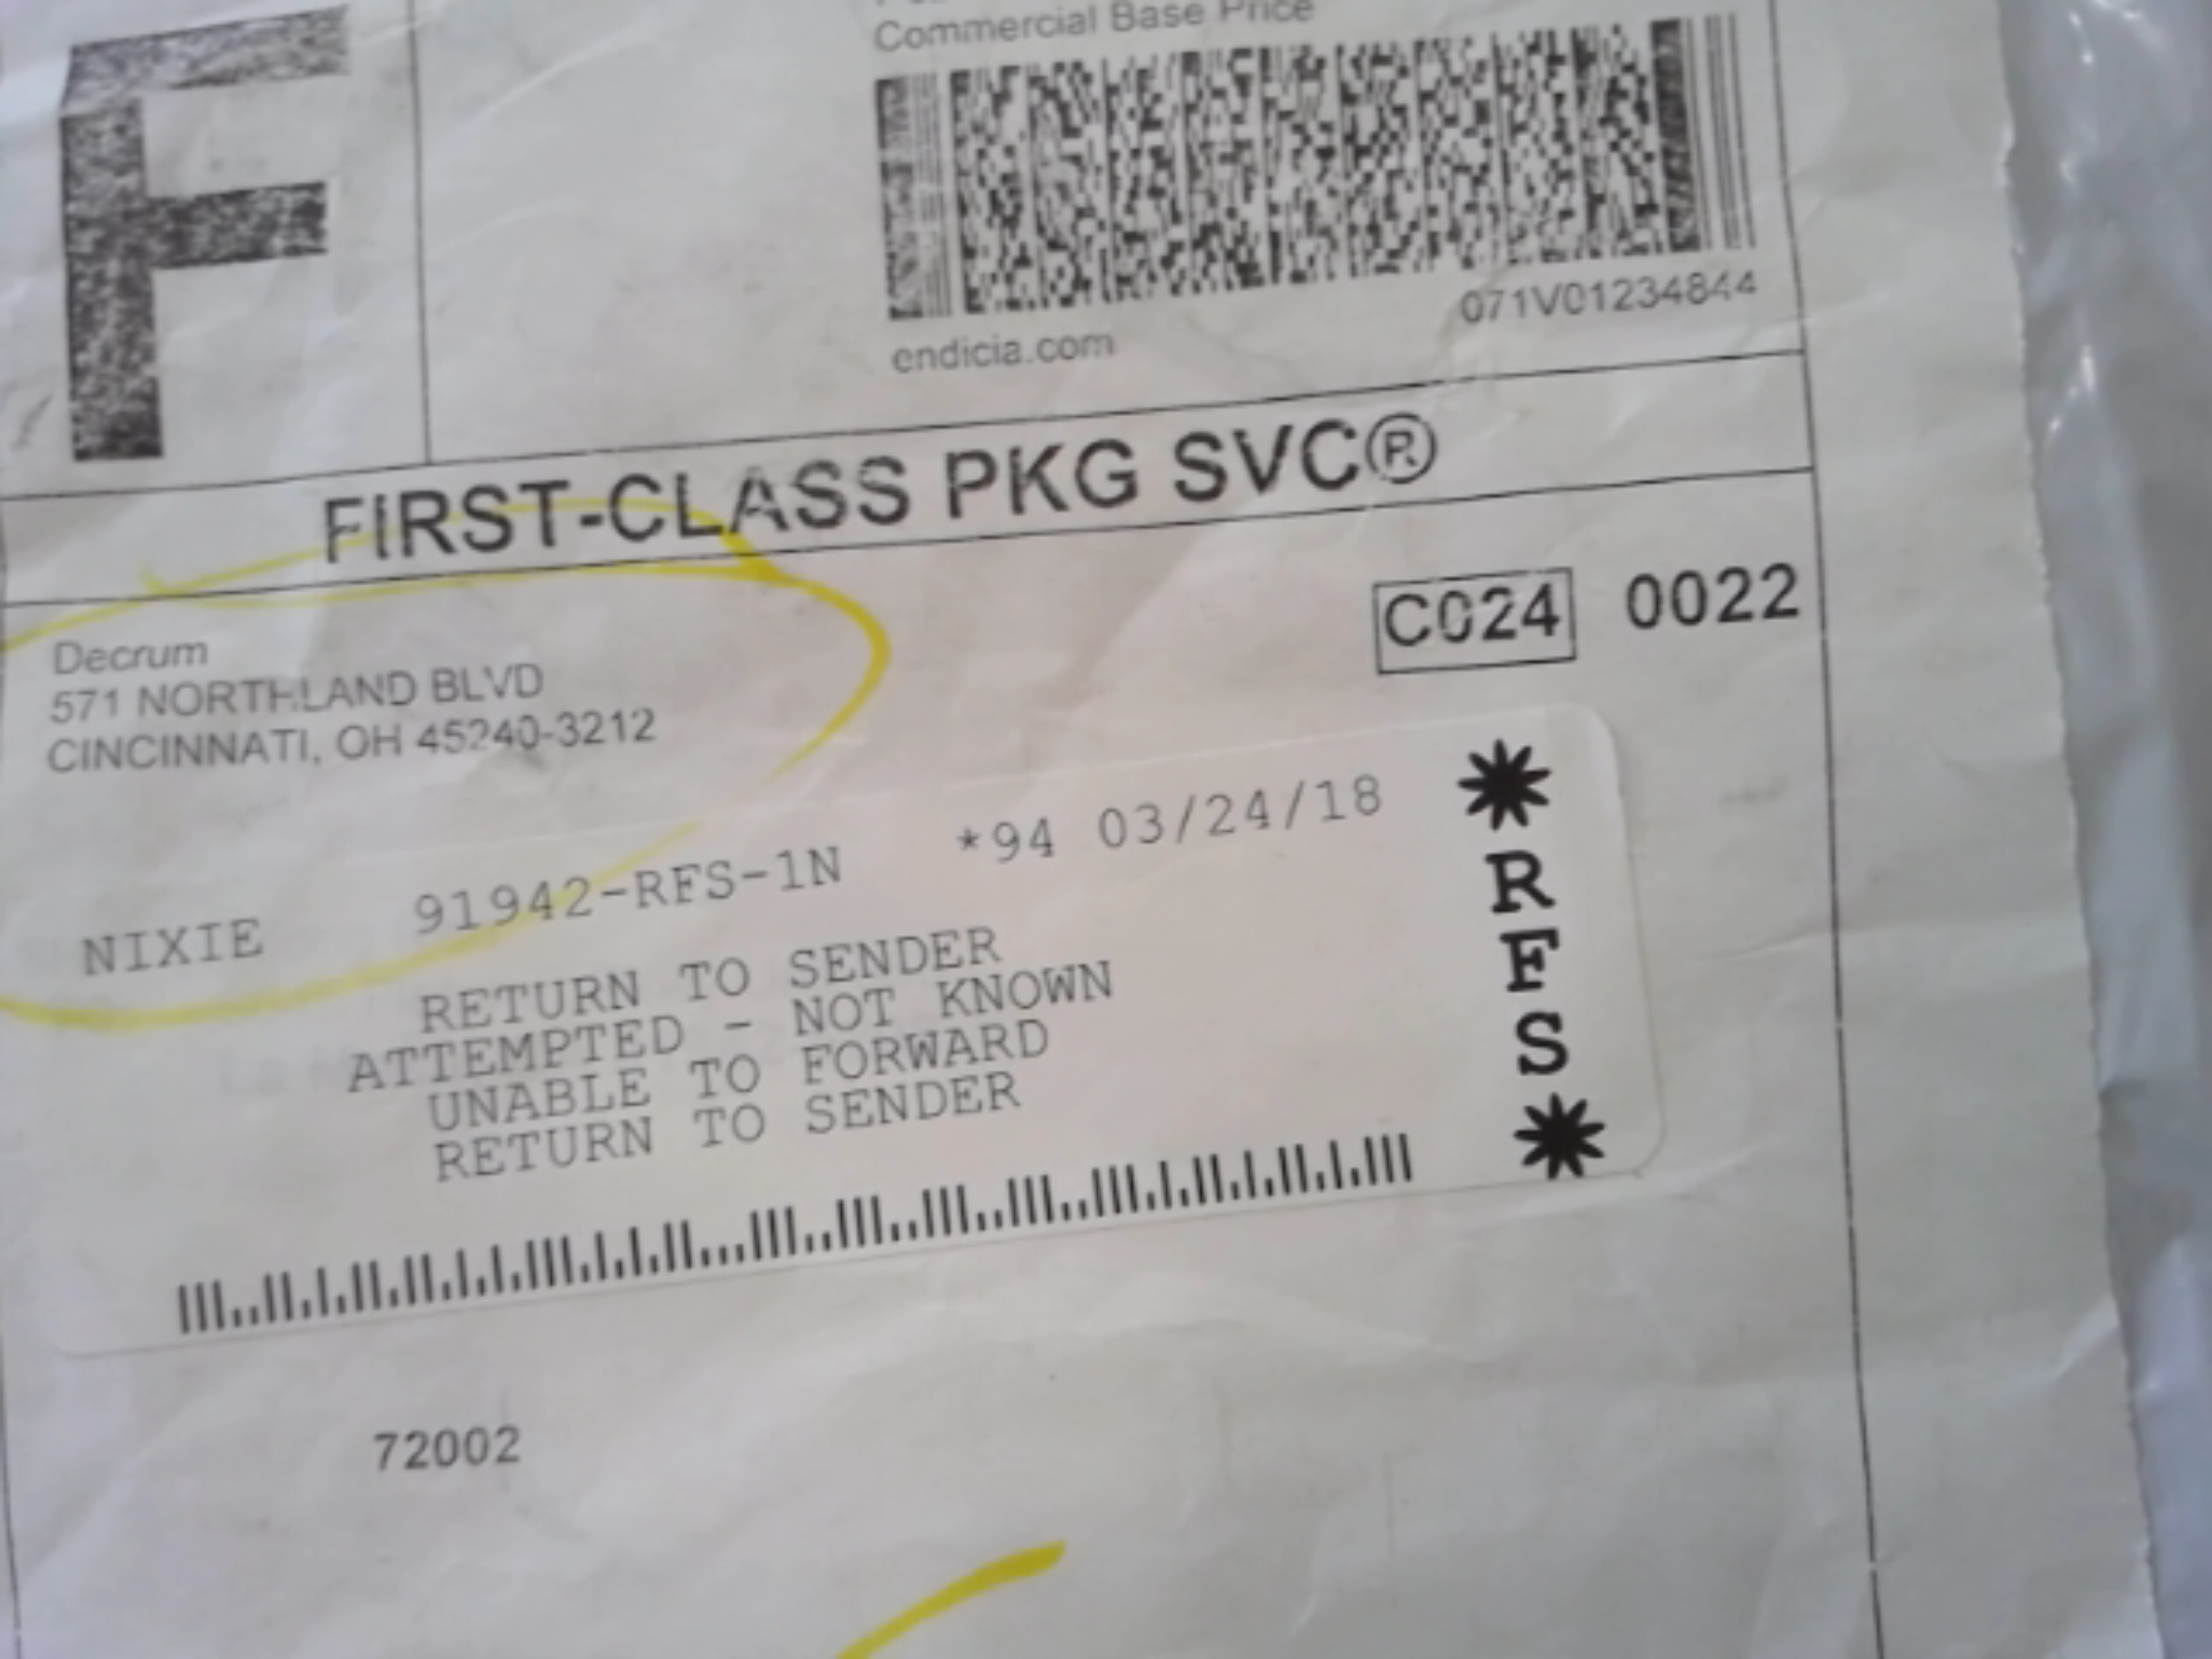 F
Commercial Base Price
071V01234844
endicia.com
FIRST-CLASS PKG SVC®
C024 0022
Decrum
571 NORTHLAND BLVD
CINCINNATI, OH 45240-3212
NIXIE 91942-RFS-1N *94 03/24/18
RETURN TO SENDER
ATTEMPTED - NOT KNOWN
UNABLE TO FORWARD
RETURN TO SENDER
*RFS*
72002